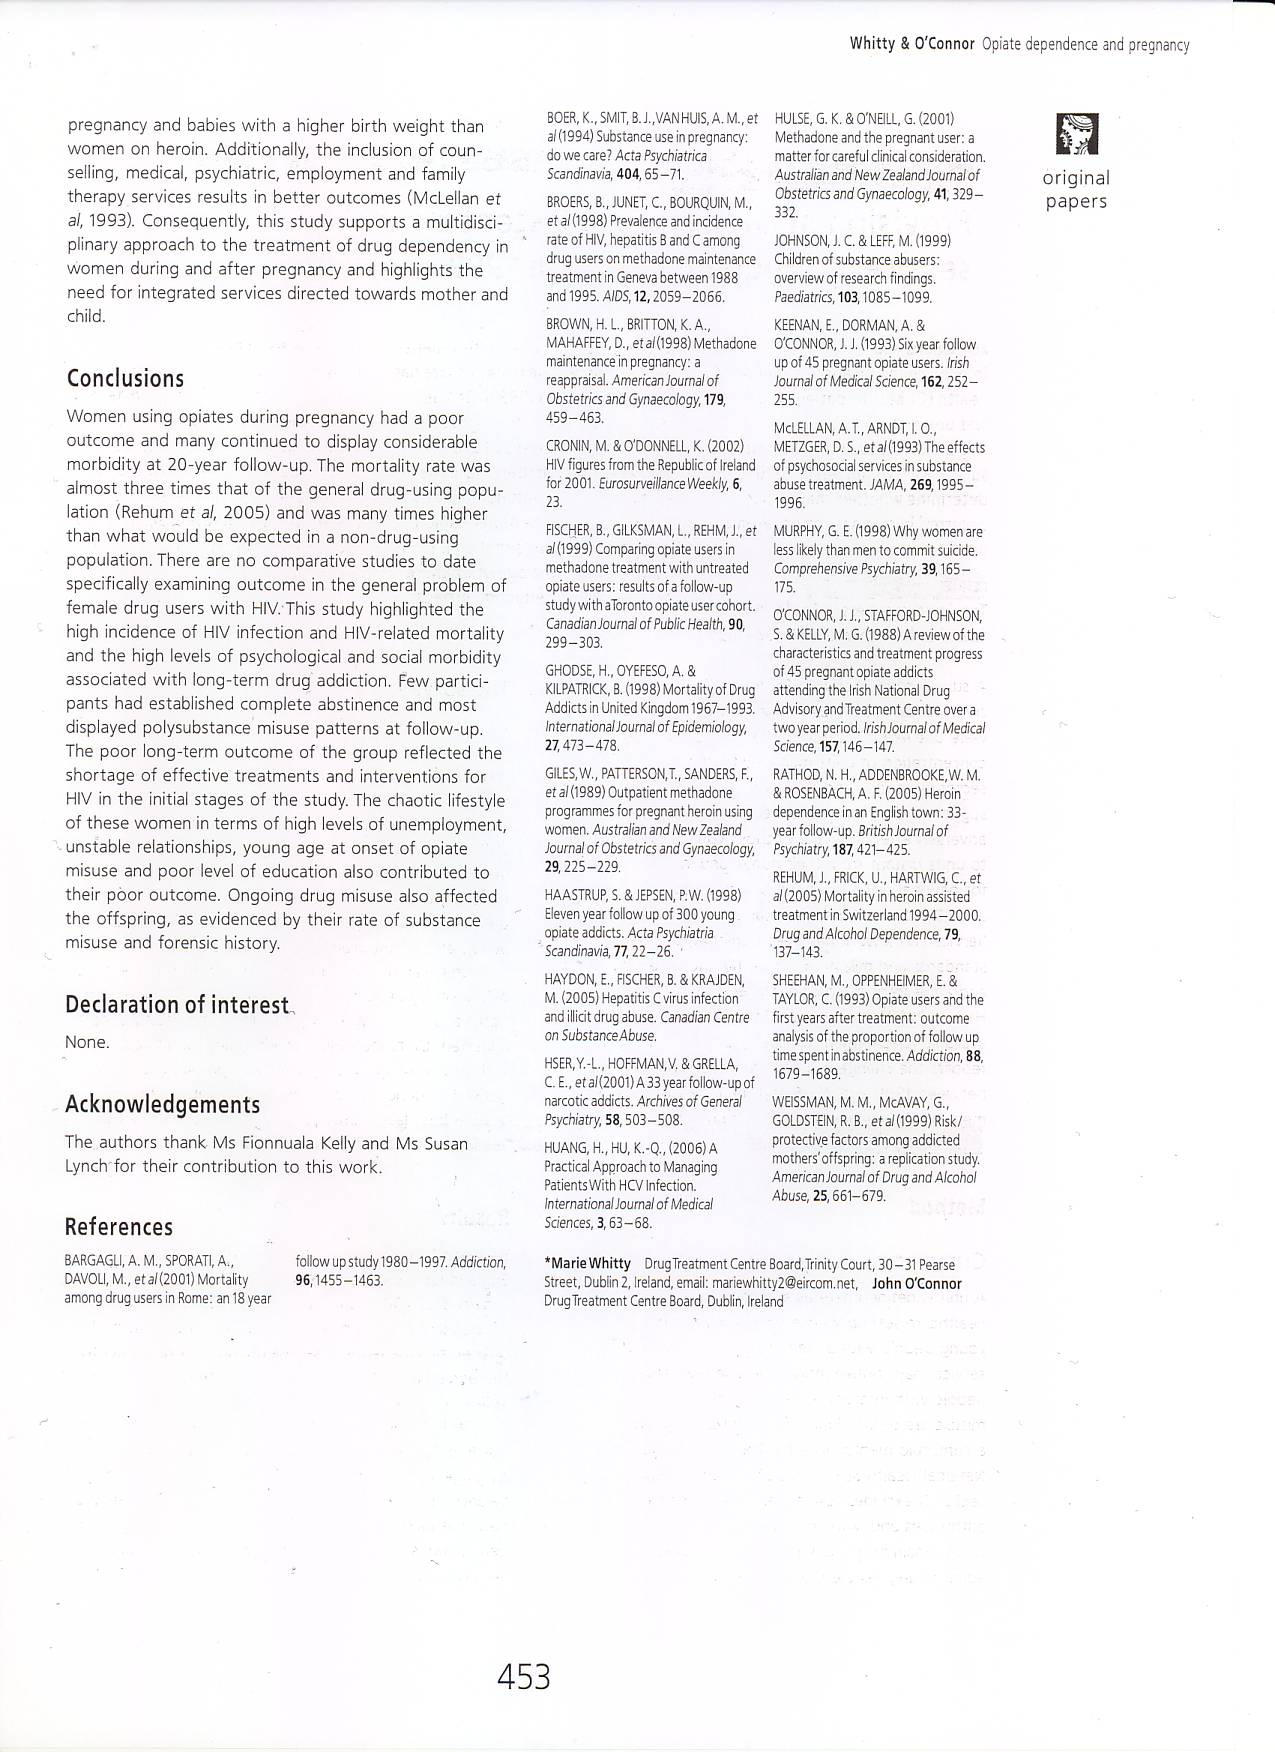 Whitty & O'Connor Opiate dependence and pregnancy
original
papers
pregnancy and babies with a higher birth weight than
women on heroin. Additionally, the inclusion of coun-
selling, medical, psychiatric, employment and family
therapy services results in better outcomes (McLellan et
al, 1993). Consequently, this study supports a multidisci-
plinary approach to the treatment of drug dependency in
women during and after pregnancy and highlights the
need for integrated services directed towards mother and
child.
Conclusions
Women using opiates during pregnancy had a poor
outcome and many continued to display considerable
morbidity at 20-year follow-up. The mortality rate was
almost three times that of the general drug-using popu-
lation (Rehum et al, 2005) and was many times higher
than what would be expected in a non-drug-using
population. There are no comparative studies to date
specifically examining outcome in the general problem of
female drug users with HIV. This study highlighted the
high incidence of HIV infection and HIV-related mortality
and the high levels of psychological and social morbidity
associated with long-term drug addiction. Few partici-
pants had established complete abstinence and most
displayed polysubstance misuse patterns at follow-up.
The poor long-term outcome of the group reflected the
shortage of effective treatments and interventions for
HIV in the initial stages of the study. The chaotic lifestyle
of these women in terms of high levels of unemployment,
unstable relationships, young age at onset of opiate
misuse and poor level of education also contributed to
their poor outcome. Ongoing drug misuse also affected
the offspring, as evidenced by their rate of substance
misuse and forensic history.
Declaration of interest
None.
Acknowledgements
The authors thank Ms Fionnuala Kelly and Ms Susan
Lynch for their contribution to this work.
References
BARGAGLI, A. M., SPORATI, A.,
DAVOLI, M., et al (2001) Mortality
among drug users in Rome: an 18 year
follow up study 1980–1997. Addiction,
96, 1455–1463.
BOER, K., SMIT, B. J., VAN HUIS, A. M., et
al (1994) Substance use in pregnancy:
do we care? Acta Psychiatrica
Scandinavia, 404, 65–71.
BROERS, B., JUNET, C., BOURQUIN, M.,
et al (1998) Prevalence and incidence
rate of HIV, hepatitis B and C among
drug users on methadone maintenance
treatment in Geneva between 1988
and 1995. AIDS, 12, 2059–2066.
BROWN, H. L., BRITTON, K. A.,
MAHAFFEY, D., et al (1998) Methadone
maintenance in pregnancy: a
reappraisal. American Journal of
Obstetrics and Gynaecology, 179,
459–463.
CRONIN, M. & O'DONNELL, K. (2002)
HIV figures from the Republic of Ireland
for 2001. Eurosurveillance Weekly, 6,
23.
FISCHER, B., GILKSMAN, L., REHM, J., et
al (1999) Comparing opiate users in
methadone treatment with untreated
opiate users: results of a follow-up
study with a Toronto opiate user cohort.
Canadian Journal of Public Health, 90,
299–303.
GHODSE, H., OYEFESO, A. &
KILPATRICK, B. (1998) Mortality of Drug
Addicts in United Kingdom 1967–1993.
International Journal of Epidemiology,
27, 473–478.
GILES, W., PATTERSON, T., SANDERS, F.,
et al (1989) Outpatient methadone
programmes for pregnant heroin using
women. Australian and New Zealand
Journal of Obstetrics and Gynaecology,
29, 225–229.
HAASTRUP, S. & JEPSEN, P. W. (1998)
Eleven year follow up of 300 young
opiate addicts. Acta Psychiatria
Scandinavia, 77, 22–26.
HAYDON, E., FISCHER, B. & KRAJDEN,
M. (2005) Hepatitis C virus infection
and illicit drug abuse. Canadian Centre
on Substance Abuse.
HSER, Y.-L., HOFFMAN, V. & GRELLA,
C. E., et al (2001) A 33 year follow-up of
narcotic addicts. Archives of General
Psychiatry, 58, 503–508.
HUANG, H., HU, K.-Q., (2006) A
Practical Approach to Managing
Patients With HCV Infection.
International Journal of Medical
Sciences, 3, 63–68.
HULSE, G. K. & O'NEILL, G. (2001)
Methadone and the pregnant user: a
matter for careful clinical consideration.
Australian and New Zealand Journal of
Obstetrics and Gynaecology, 41, 329–
332.
JOHNSON, J. C. & LEFF, M. (1999)
Children of substance abusers:
overview of research findings.
Paediatrics, 103, 1085–1099.
KEENAN, E., DORMAN, A. &
O'CONNOR, J. J. (1993) Six year follow
up of 45 pregnant opiate users. Irish
Journal of Medical Science, 162, 252–
255.
McLELLAN, A. T., ARNDT, I. O.,
METZGER, D. S., et al (1993) The effects
of psychosocial services in substance
abuse treatment. JAMA, 269, 1995–
1996.
MURPHY, G. E. (1998) Why women are
less likely than men to commit suicide.
Comprehensive Psychiatry, 39, 165–
175.
O'CONNOR, J. J., STAFFORD-JOHNSON,
S. & KELLY, M. G. (1988) A review of the
characteristics and treatment progress
of 45 pregnant opiate addicts
attending the Irish National Drug
Advisory and Treatment Centre over a
two year period. Irish Journal of Medical
Science, 157, 146–147.
RATHOD, N. H., ADDENBROOKE, W. M.
& ROSENBACH, A. F. (2005) Heroin
dependence in an English town: 33-
year follow-up. British Journal of
Psychiatry, 187, 421–425.
REHUM, J., FRICK, U., HARTWIG, C., et
al (2005) Mortality in heroin assisted
treatment in Switzerland 1994–2000.
Drug and Alcohol Dependence, 79,
137–143.
SHEEHAN, M., OPPENHEIMER, E. &
TAYLOR, C. (1993) Opiate users and the
first years after treatment: outcome
analysis of the proportion of follow up
time spent in abstinence. Addiction, 88,
1679–1689.
WEISSMAN, M. M., McAVAY, G.,
GOLDSTEIN, R. B., et al (1999) Risk/
protective factors among addicted
mothers' offspring: a replication study.
American Journal of Drug and Alcohol
Abuse, 25, 661–679.
*Marie Whitty Drug Treatment Centre Board, Trinity Court, 30–31 Pearse
Street, Dublin 2, Ireland, email: mariewhitty2@eircom.net, John O'Connor
Drug Treatment Centre Board, Dublin, Ireland
453